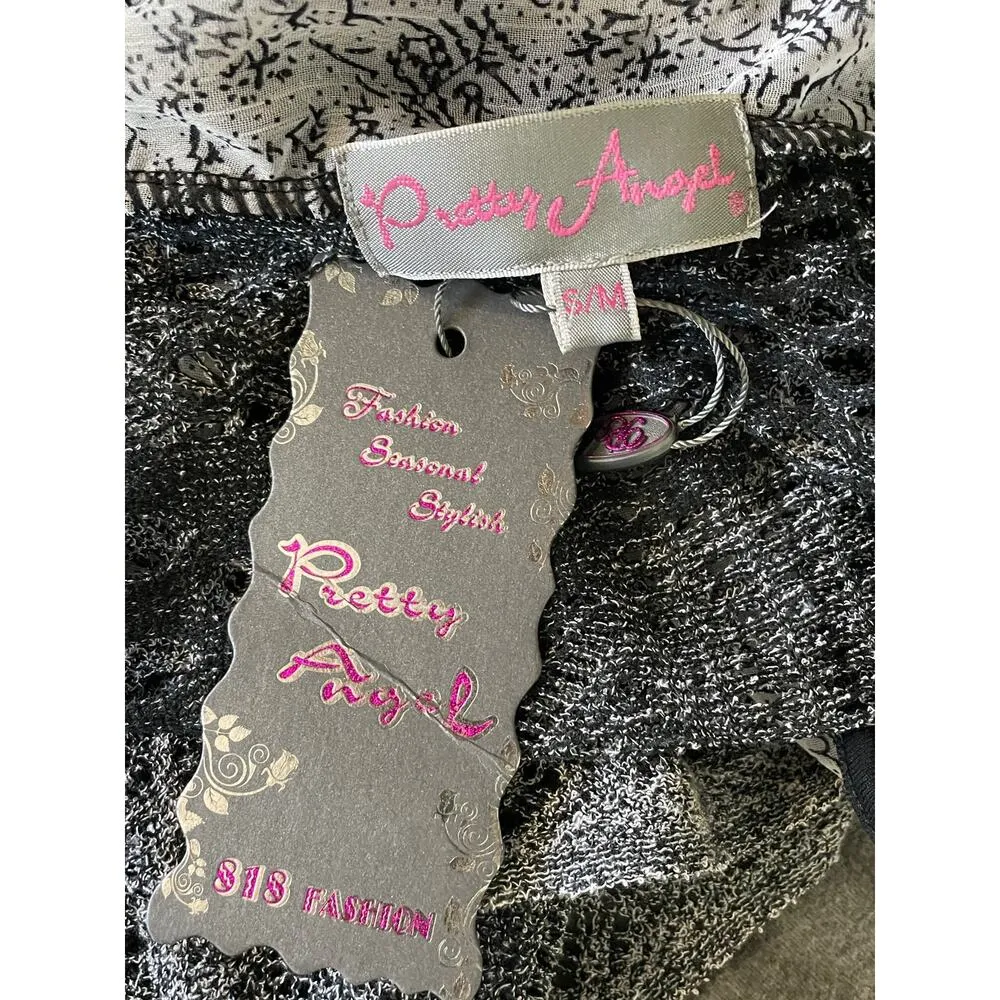 Pretty Angel®
S/M
Fashion
Seasonal
Stylish
Pretty
Angel
818 FASHION